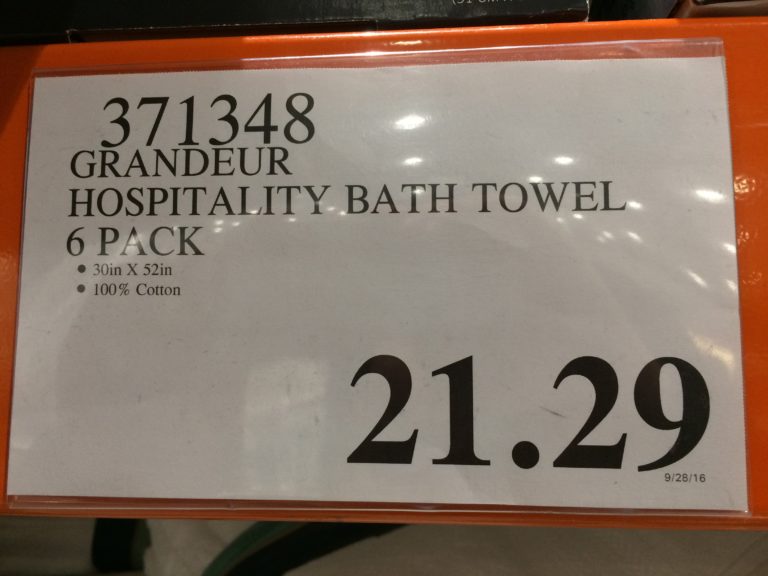 371348
GRANDEUR
HOSPITALITY BATH TOWEL
6 PACK
• 30in X 52in
• 100% Cotton
21.29
9/28/16